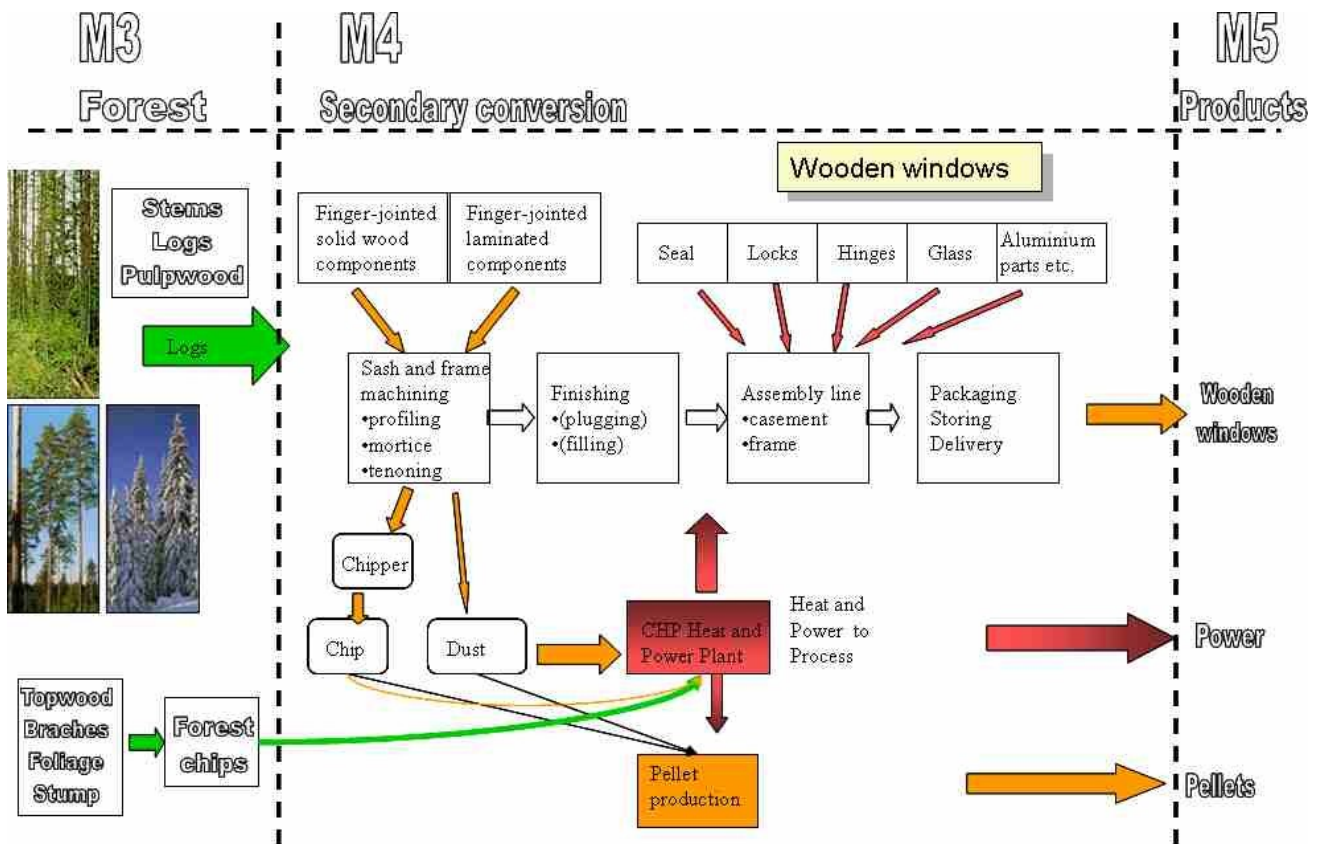 M3
Forest
M4
Secondary conversion
M5
Products
Wooden windows
Stems
Logs
Pulpwood
Logs
Finger-jointed
solid wood
components
Finger-jointed
laminated
components
Seal
Locks
Hinges
Glass
Aluminium
parts etc.
Sash and frame
machining
•profiling
•mortice
•tenoning
Finishing
•(plugging)
•(filling)
Assembly line
•casement
•frame
Packaging
Storing
Delivery
Wooden
windows
Chipper
Chip
Dust
CHP Heat and
Power Plant
Heat and
Power to
Process
Power
Topwood
Braches
Foliage
Stump
Forest
chips
Pellet
production
Pellets